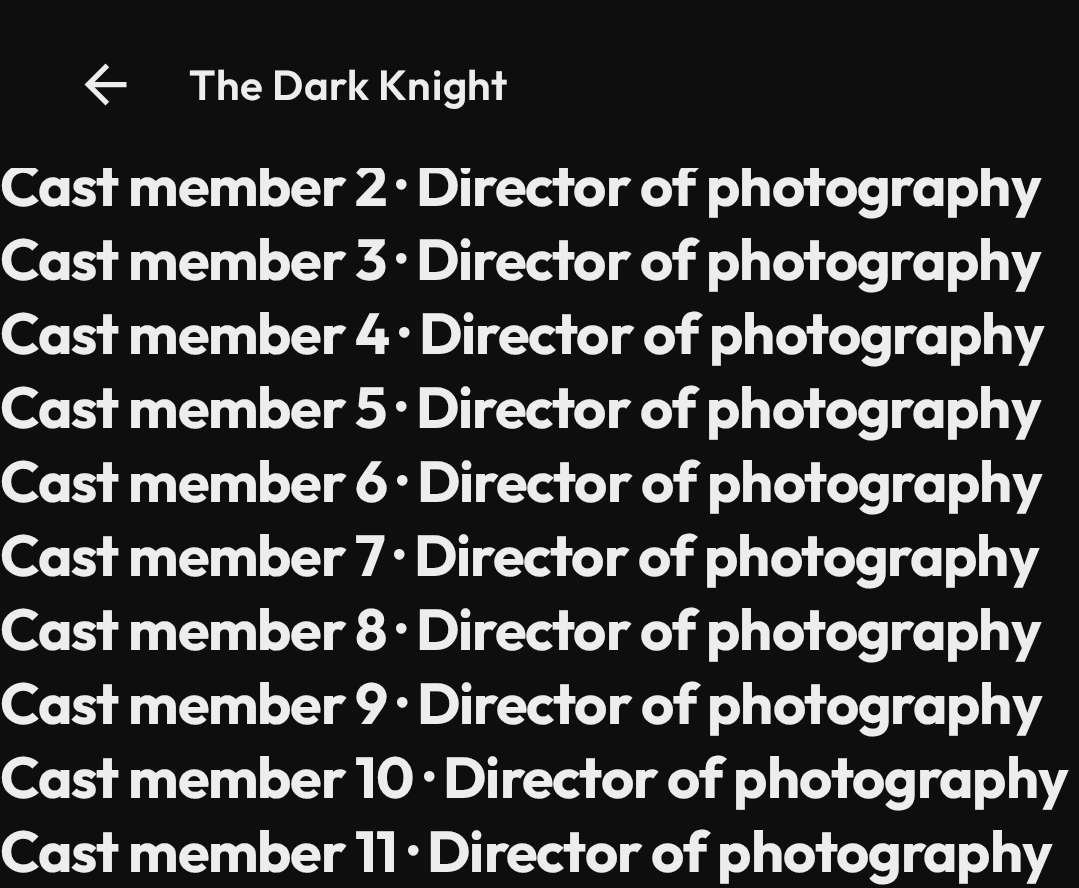 The Dark Knight
Cast member 2 · Director of photography
Cast member 3 · Director of photography
Cast member 4 · Director of photography
Cast member 5 · Director of photography
Cast member 6 · Director of photography
Cast member 7 · Director of photography
Cast member 8 · Director of photography
Cast member 9 · Director of photography
Cast member 10 · Director of photography
Cast member 11 · Director of photography